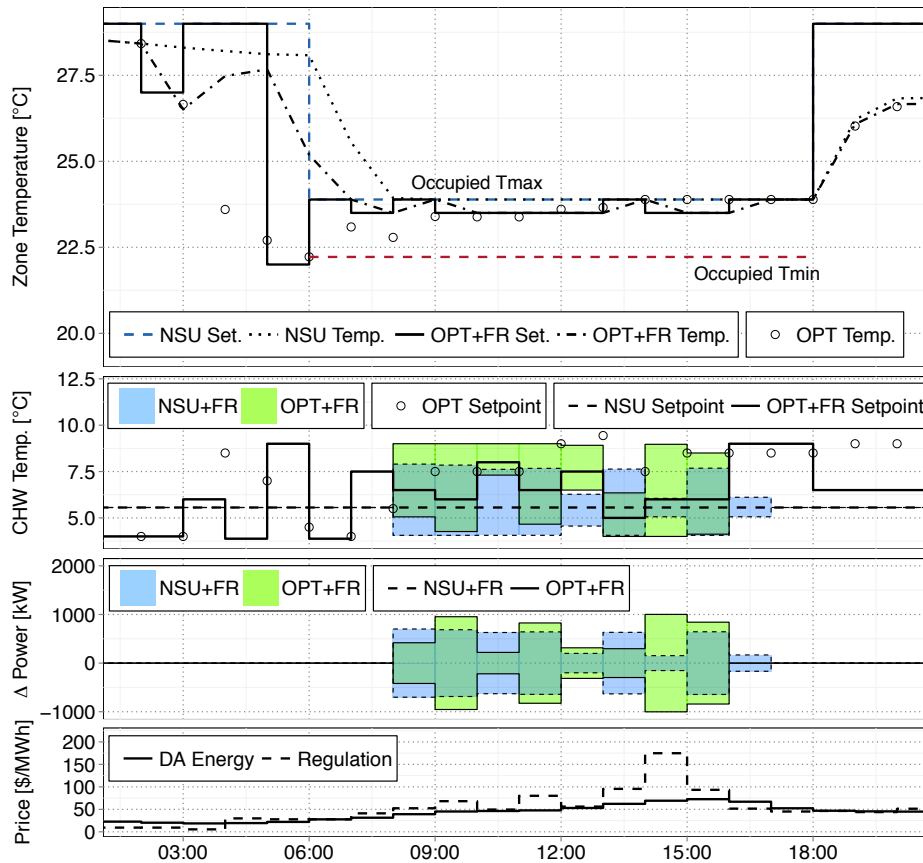 Zone Temperature [°C]
27.5
25.0
22.5
20.0
Occupied Tmax
Occupied Tmin
NSU Set. NSU Temp. OPT+FR Set. OPT+FR Temp. OPT Temp.
CHW Temp. [°C]
12.5
10.0
7.5
5.0
NSU+FR OPT+FR OPT Setpoint NSU Setpoint OPT+FR Setpoint
Δ Power [kW]
2000
1000
0
−1000
NSU+FR OPT+FR NSU+FR OPT+FR
Price [$/MWh]
200
150
100
50
0
DA Energy Regulation
03:00 06:00 09:00 12:00 15:00 18:00